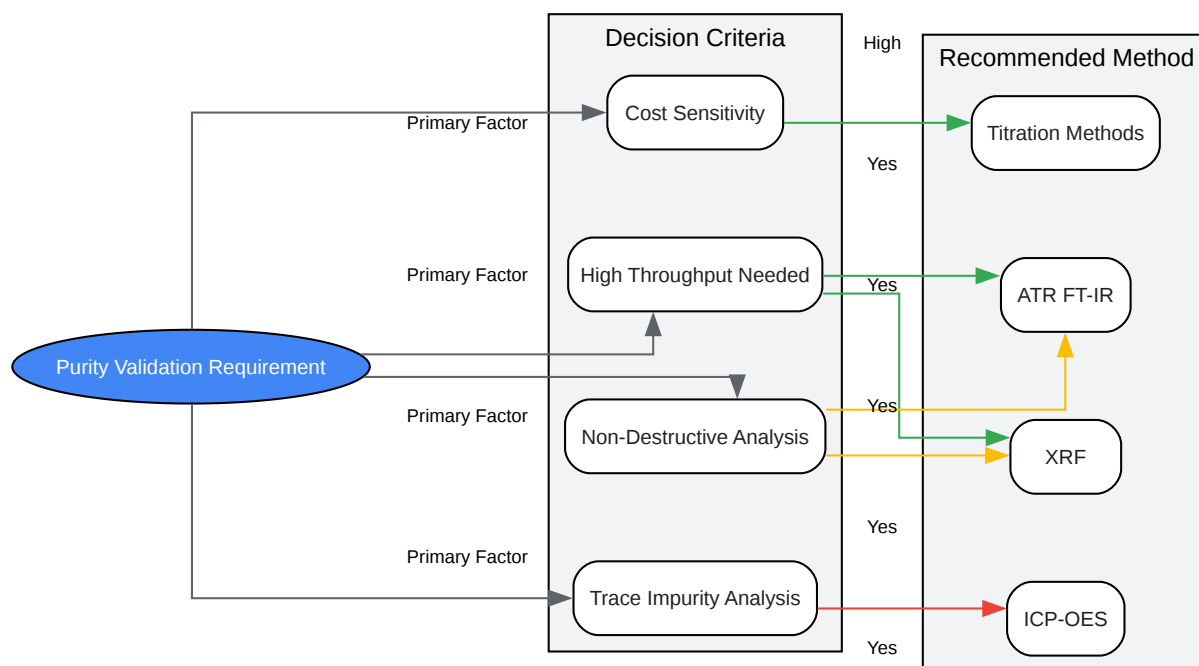 Decision Criteria
High
Recommended Method
Primary Factor
Cost Sensitivity
Titration Methods
Yes
Primary Factor
High Throughput Needed
Yes
ATR FT-IR
Purity Validation Requirement
Primary Factor
Non-Destructive Analysis
Yes
XRF
Yes
Primary Factor
Trace Impurity Analysis
ICP-OES
Yes